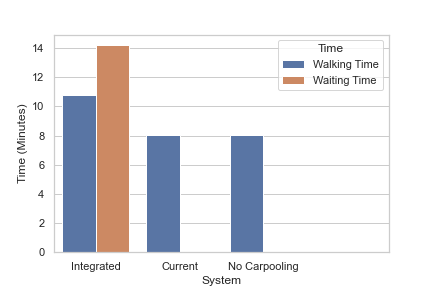 14
12
10
8
6
4
2
0
Time (Minutes)
Time
Walking Time
Waiting Time
Integrated
Current
No Carpooling
System